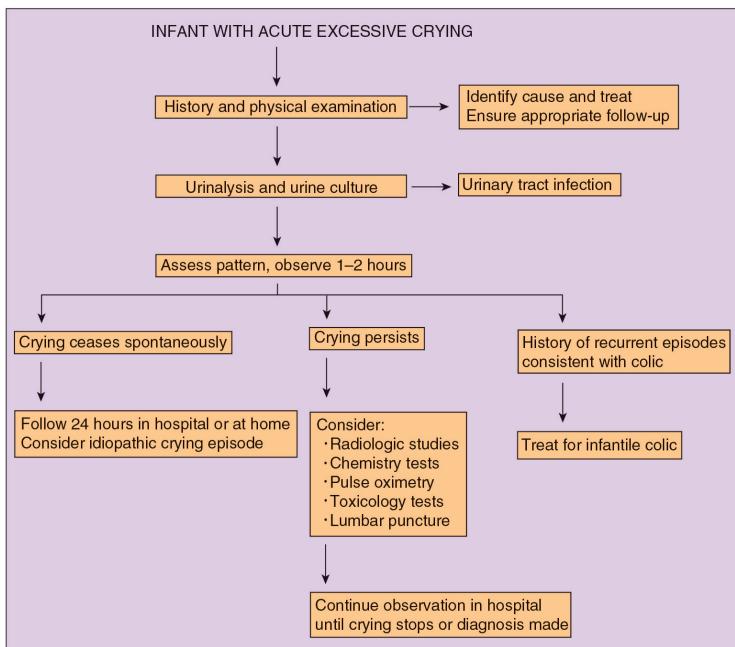 INFANT WITH ACUTE EXCESSIVE CRYING
History and physical examination
Identify cause and treat
Ensure appropriate follow-up
Urinalysis and urine culture
Urinary tract infection
Assess pattern, observe 1–2 hours
Crying ceases spontaneously
Crying persists
History of recurrent episodes
consistent with colic
Follow 24 hours in hospital or at home
Consider idiopathic crying episode
Consider:
·Radiologic studies
·Chemistry tests
·Pulse oximetry
·Toxicology tests
·Lumbar puncture
Treat for infantile colic
Continue observation in hospital
until crying stops or diagnosis made